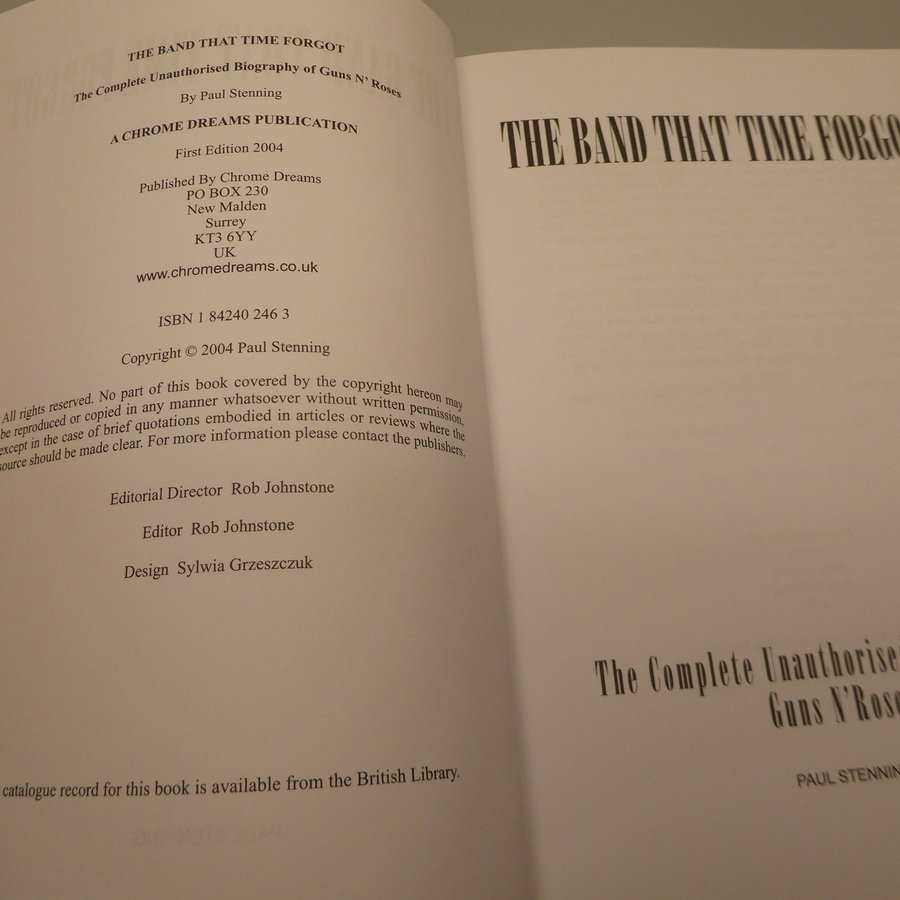 THE BAND THAT TIME FORGOT
The Complete Unauthorised Biography of Guns N' Roses
By Paul Stenning
A CHROME DREAMS PUBLICATION
First Edition 2004
Published By Chrome Dreams
PO BOX 230
New Malden
Surrey
KT3 6YY
UK
www.chromedreams.co.uk
ISBN 1 84240 246 3
Copyright © 2004 Paul Stenning
All rights reserved. No part of this book covered by the copyright hereon may
be reproduced or copied in any manner whatsoever without written permission,
except in the case of brief quotations embodied in articles or reviews where the
source should be made clear. For more information please contact the publishers.
Editorial Director Rob Johnstone
Editor Rob Johnstone
Design Sylwia Grzeszczuk
catalogue record for this book is available from the British Library.
THE BAND THAT TIME FORGO
The Complete Unauthorise
Guns N'Rose
PAUL STENNIN